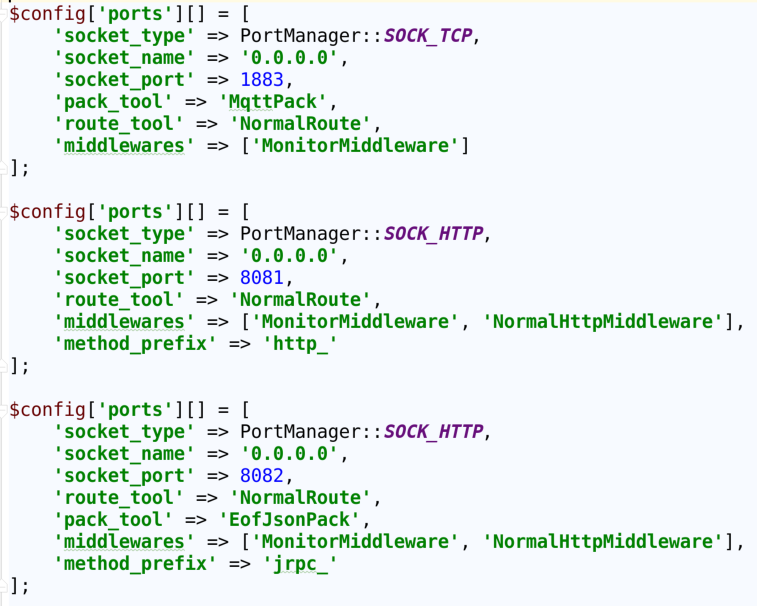 $config['ports'][] = [
    'socket_type' => PortManager::SOCK_TCP,
    'socket_name' => '0.0.0.0',
    'socket_port' => 1883,
    'pack_tool' => 'MqttPack',
    'route_tool' => 'NormalRoute',
    'middlewares' => ['MonitorMiddleware']
];

$config['ports'][] = [
    'socket_type' => PortManager::SOCK_HTTP,
    'socket_name' => '0.0.0.0',
    'socket_port' => 8081,
    'route_tool' => 'NormalRoute',
    'middlewares' => ['MonitorMiddleware', 'NormalHttpMiddleware'],
    'method_prefix' => 'http_'
];

$config['ports'][] = [
    'socket_type' => PortManager::SOCK_HTTP,
    'socket_name' => '0.0.0.0',
    'socket_port' => 8082,
    'route_tool' => 'NormalRoute',
    'pack_tool' => 'EofJsonPack',
    'middlewares' => ['MonitorMiddleware', 'NormalHttpMiddleware'],
    'method_prefix' => 'jrpc_'
];